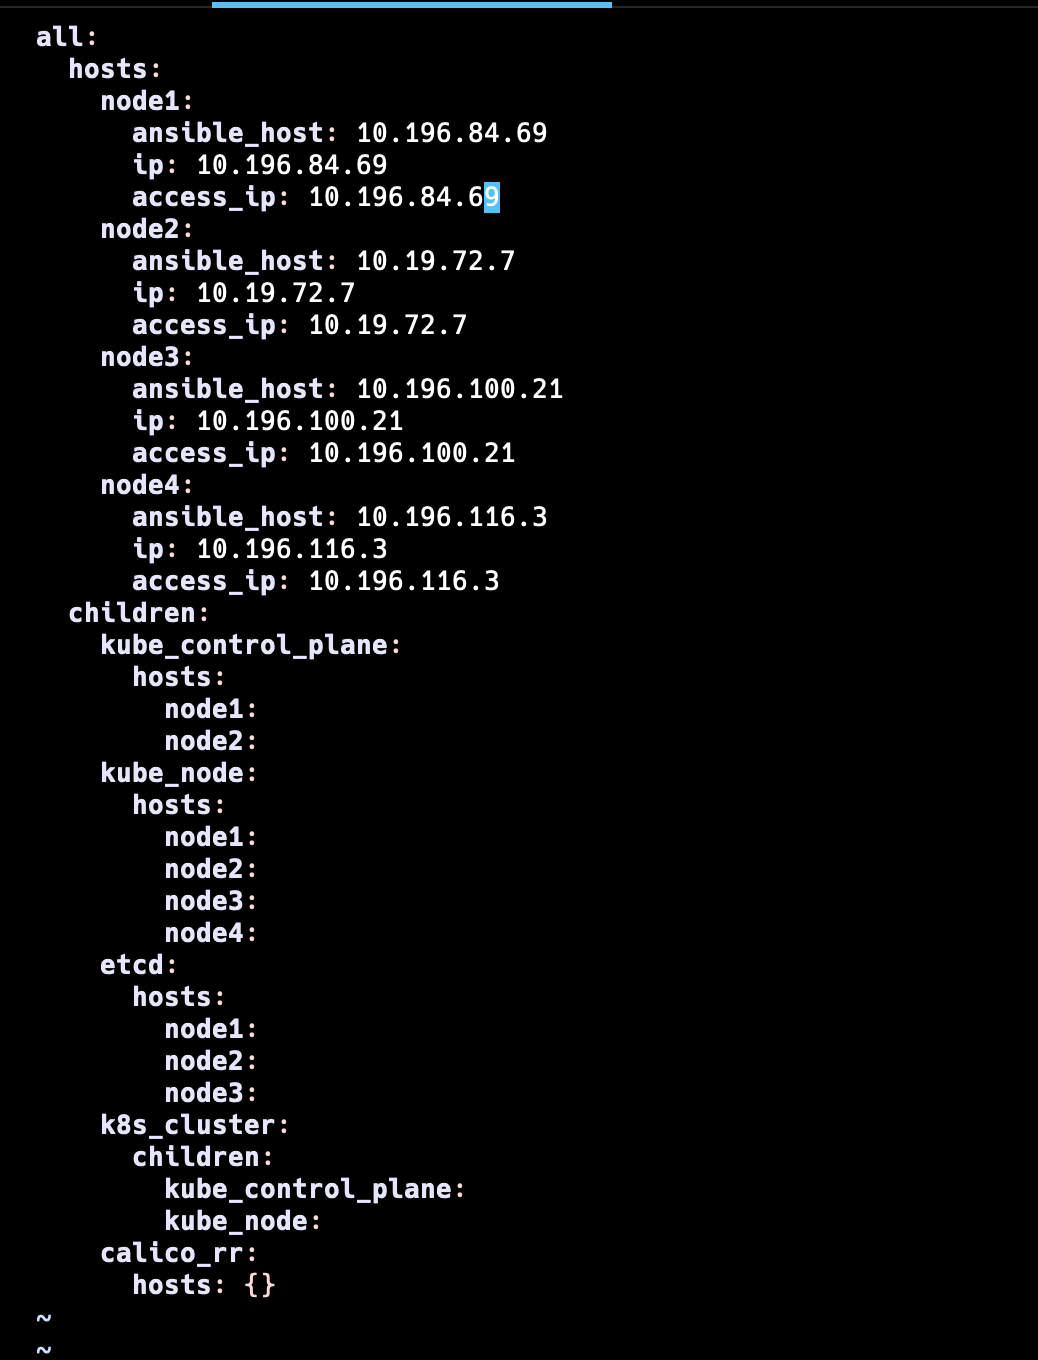 all:
  hosts:
    node1:
      ansible_host: 10.196.84.69
      ip: 10.196.84.69
      access_ip: 10.196.84.69
    node2:
      ansible_host: 10.19.72.7
      ip: 10.19.72.7
      access_ip: 10.19.72.7
    node3:
      ansible_host: 10.196.100.21
      ip: 10.196.100.21
      access_ip: 10.196.100.21
    node4:
      ansible_host: 10.196.116.3
      ip: 10.196.116.3
      access_ip: 10.196.116.3
  children:
    kube_control_plane:
      hosts:
        node1:
        node2:
    kube_node:
      hosts:
        node1:
        node2:
        node3:
        node4:
    etcd:
      hosts:
        node1:
        node2:
        node3:
    k8s_cluster:
      children:
        kube_control_plane:
        kube_node:
    calico_rr:
      hosts: {}
~
~